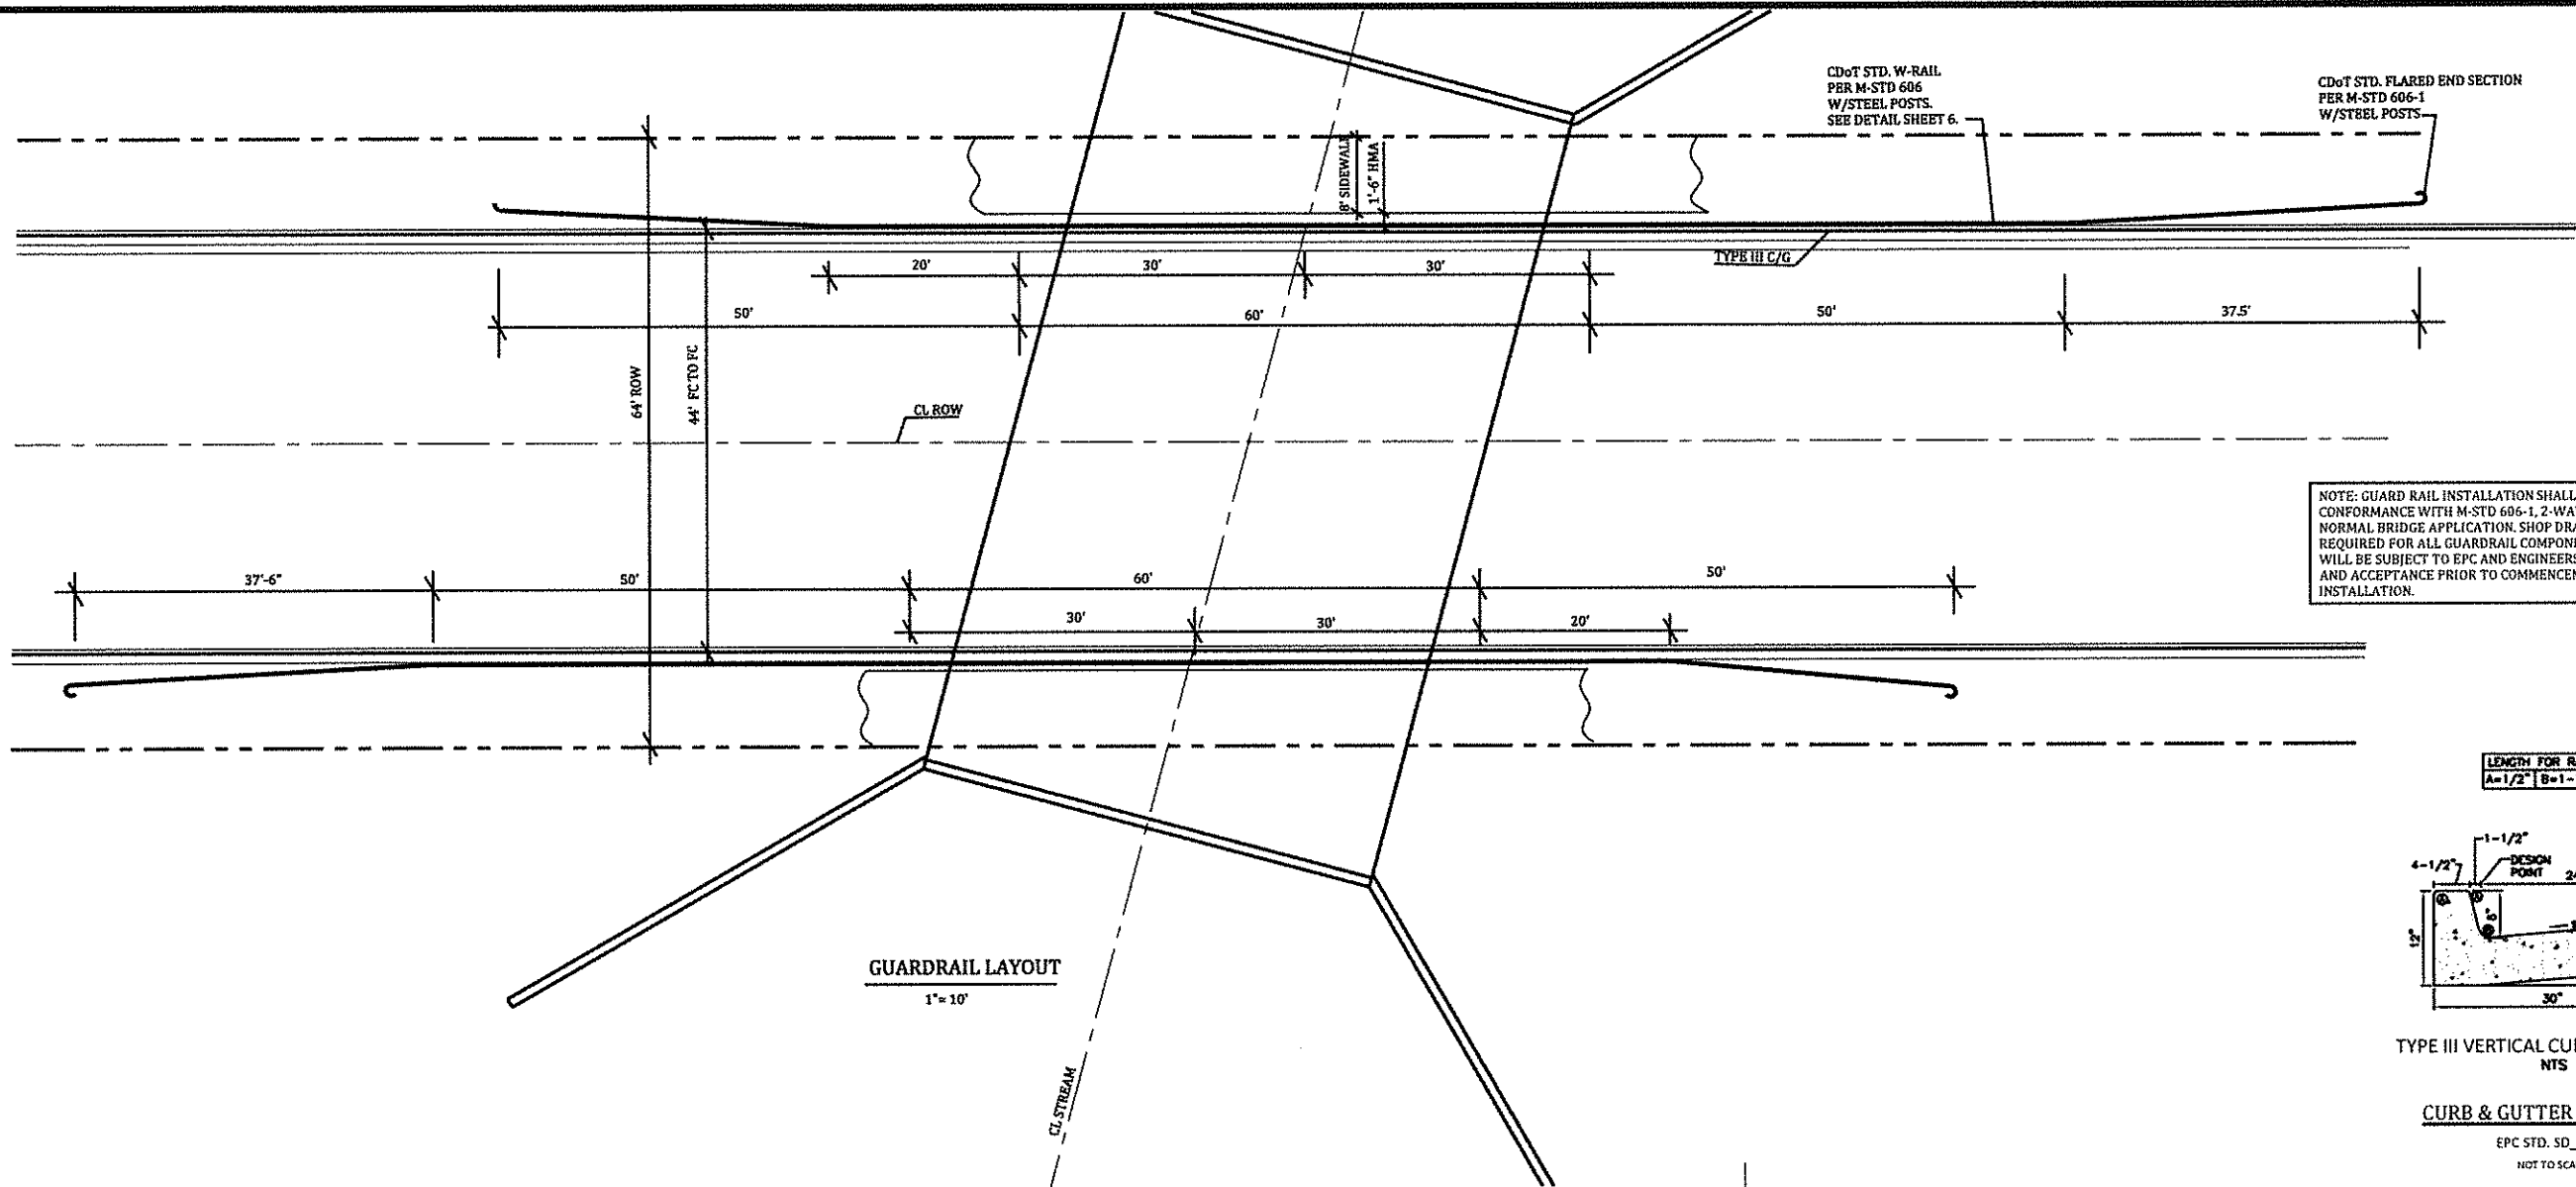 CDoT STD. W-RAIL
PER M-STD 606
W/STEEL POSTS.
SEE DETAIL SHEET 6.
CDoT STD. FLARED END SECTION
PER M-STD 606-1
W/STEEL POSTS
8' SIDEWALK
1'-6" HMA
TYPE III C/G
20'
30'
30'
50'
60'
50'
37.5'
64' ROW
44' FC TO FC
CL ROW
NOTE: GUARD RAIL INSTALLATION SHALL
CONFORMANCE WITH M-STD 606-1, 2-WA
NORMAL BRIDGE APPLICATION. SHOP DRA
REQUIRED FOR ALL GUARDRAIL COMPON
WILL BE SUBJECT TO EPC AND ENGINEERS
AND ACCEPTANCE PRIOR TO COMMENCEN
INSTALLATION.
37'-6"
50'
60'
50'
30'
30'
20'
LENGTH FOR R
A=1/2" B=1-
1-1/2"
4-1/2"
DESIGN
POINT
24
12"
30"
GUARDRAIL LAYOUT
1"= 10'
CL STREAM
TYPE III VERTICAL CU
NTS
CURB & GUTTER
EPC STD. SD_
NOT TO SCA